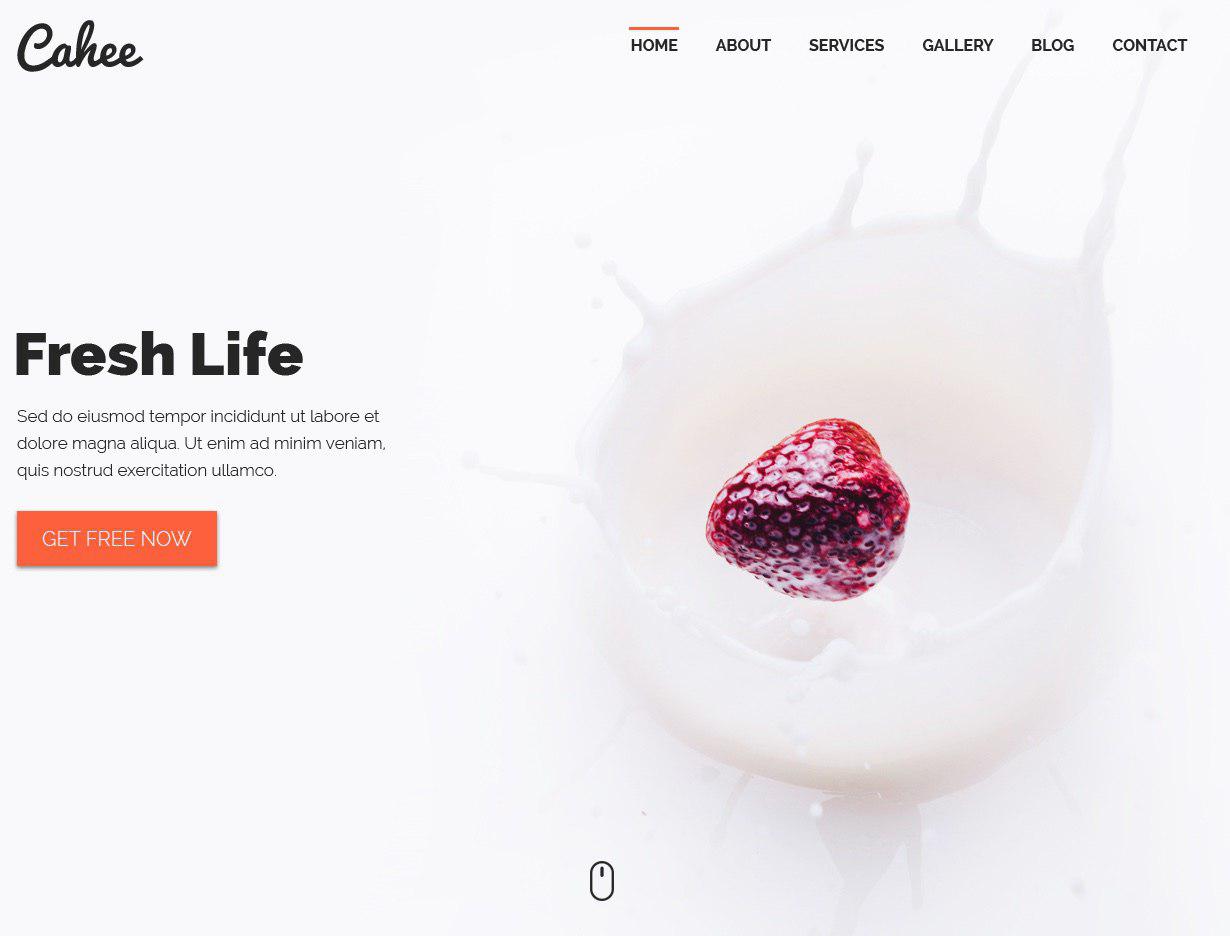 Cahee
HOME ABOUT SERVICES GALLERY BLOG CONTACT
Fresh Life
Sed do eiusmod tempor incididunt ut labore et
dolore magna aliqua. Ut enim ad minim veniam,
quis nostrud exercitation ullamco.
GET FREE NOW